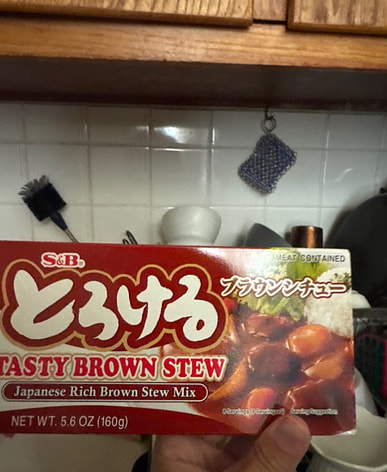 S&B®
MEAT CONTAINED
とろける
ブラウンシチュー
TASTY BROWN STEW
Japanese Rich Brown Stew Mix
NET WT. 5.6 OZ (160g)
Serving Suggestion